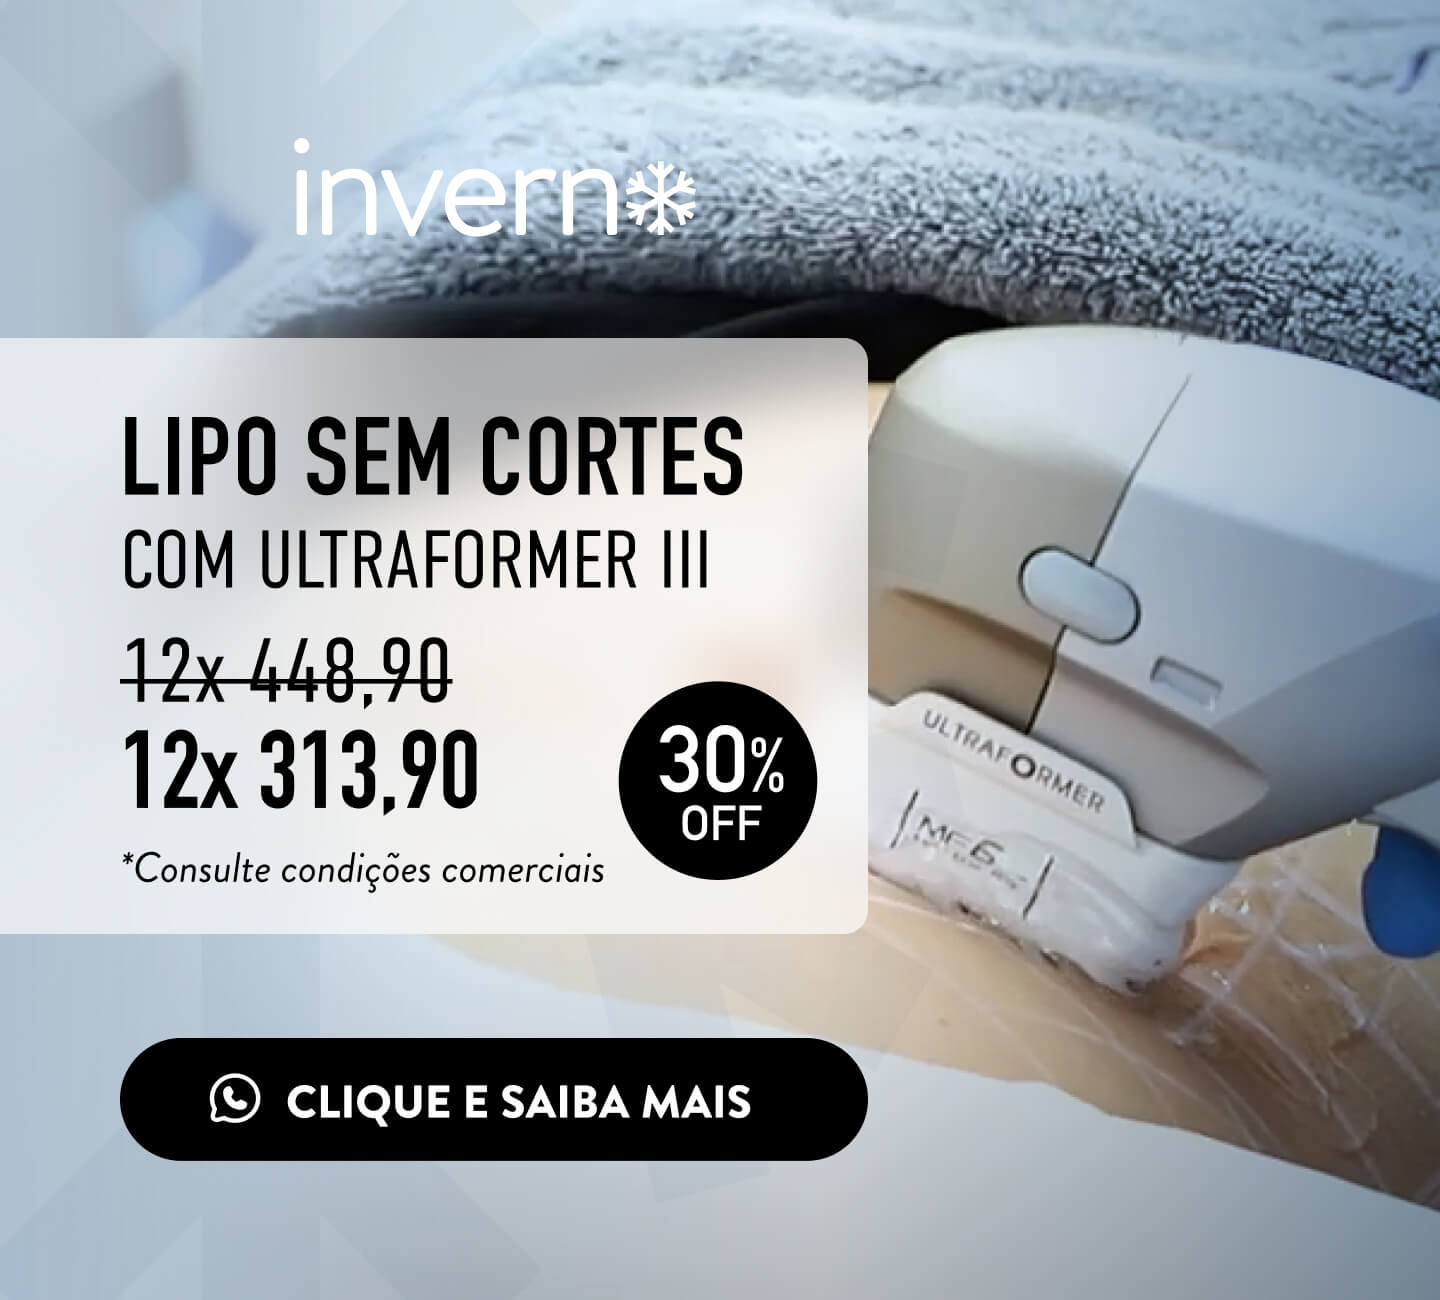 invern
LIPO SEM CORTES
COM ULTRAFORMER III
12x 448,90
12x 313,90
30%
OFF
*Consulte condições comerciais
ULTRAFORMER
MF6
CLIQUE E SAIBA MAIS